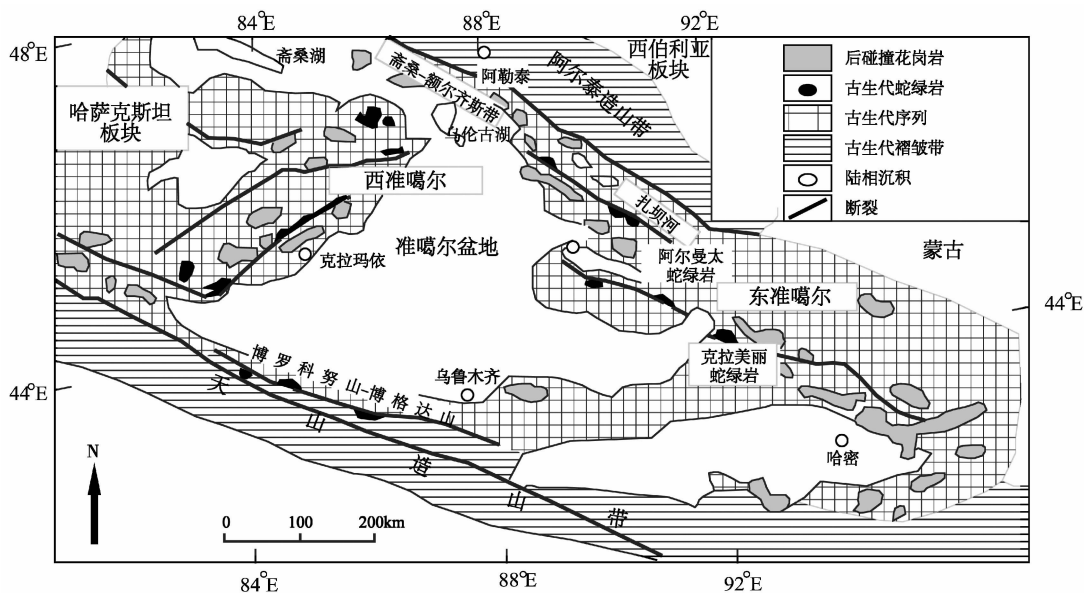 84°E
88°E
92°E
48°E
斋桑湖
阿勒泰
西伯利亚
板块
阿尔泰造山带
斋桑-额尔齐斯带
哈萨克斯坦
板块
乌伦古湖
西准噶尔
扎坝河
准噶尔盆地
克拉玛依
阿尔曼太
蛇绿岩
蒙古
东准噶尔
44°E
克拉美丽
蛇绿岩
博罗科努山-博格达山
乌鲁木齐
44°E
天山造山带
哈密
N
0 100 200km
84°E
88°E
92°E
后碰撞花岗岩
古生代蛇绿岩
古生代序列
古生代褶皱带
陆相沉积
断裂